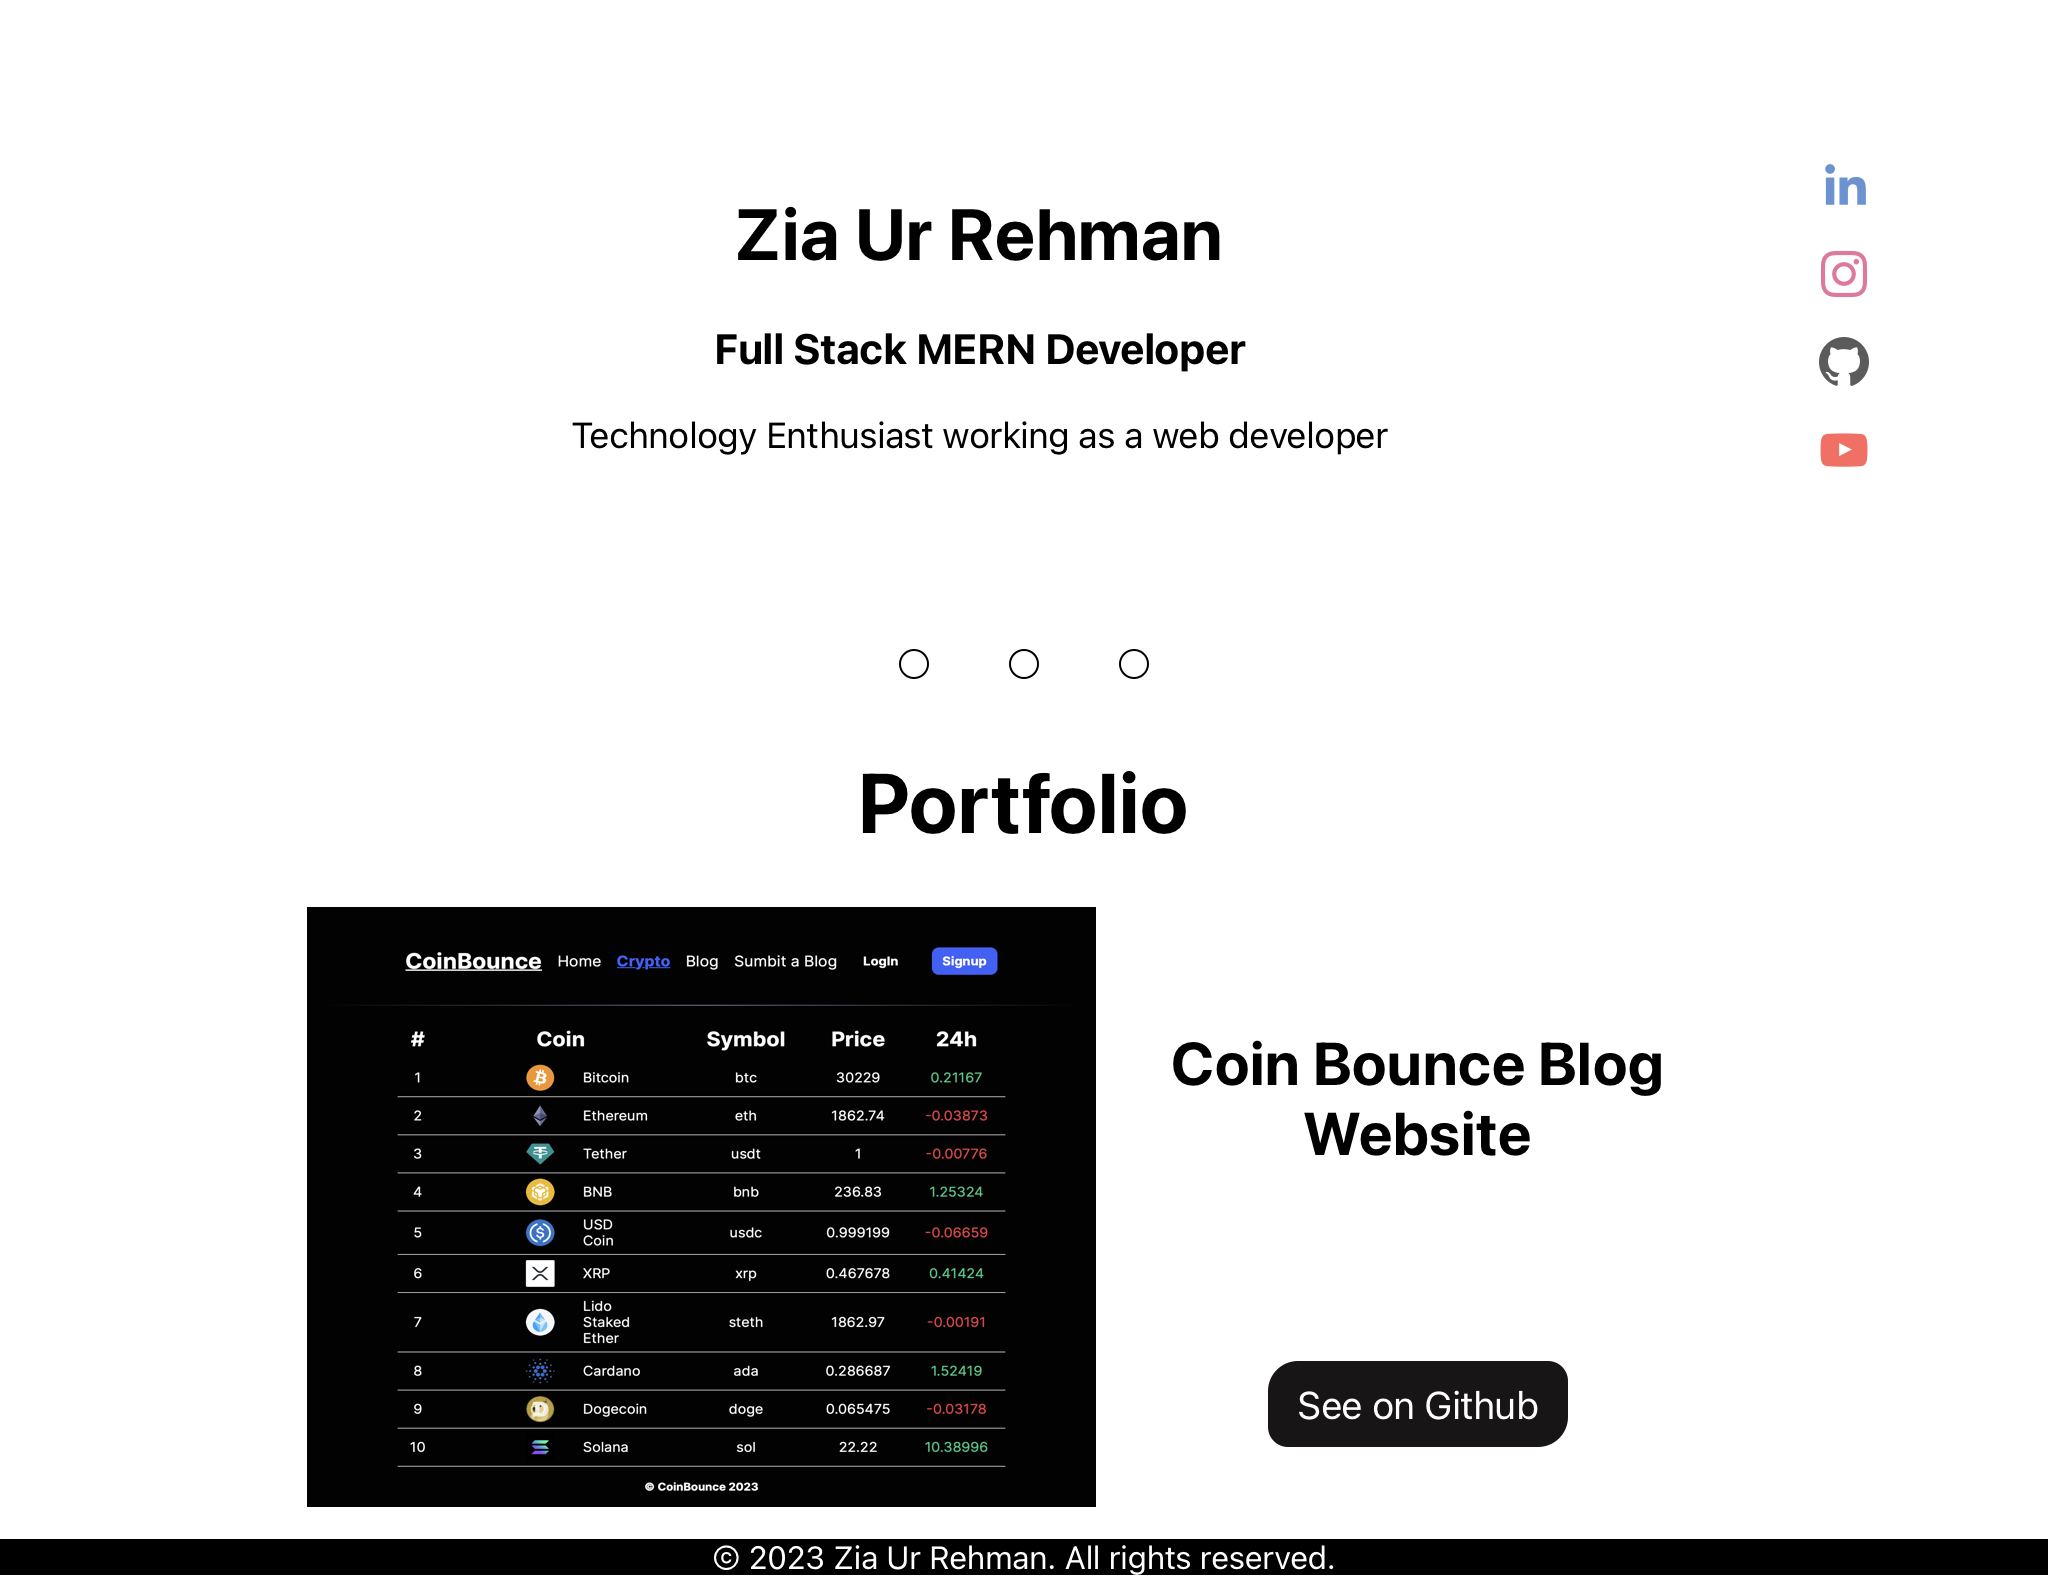 Zia Ur Rehman
Full Stack MERN Developer
Technology Enthusiast working as a web developer
Portfolio
CoinBounce Home Crypto Blog Sumbit a Blog LogIn Signup
# Coin Symbol Price 24h
1 Bitcoin btc 30229 0.21167
2 Ethereum eth 1862.74 -0.03873
3 Tether usdt 1 -0.00776
4 BNB bnb 236.83 1.25324
5 USD Coin usdc 0.999199 -0.06659
6 XRP xrp 0.467678 0.41424
7 Lido Staked Ether steth 1862.97 -0.00191
8 Cardano ada 0.286687 1.52419
9 Dogecoin doge 0.065475 -0.03178
10 Solana sol 22.22 10.38996
© CoinBounce 2023
Coin Bounce Blog
Website
See on Github
© 2023 Zia Ur Rehman. All rights reserved.